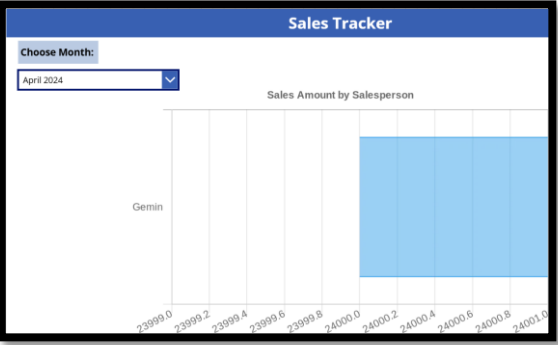 Sales Tracker
Choose Month:
April 2024
Sales Amount by Salesperson
Gemin
23999.0 23999.2 23999.4 23999.6 23999.8 24000.0 24000.2 24000.4 24000.6 24000.8 24001.0